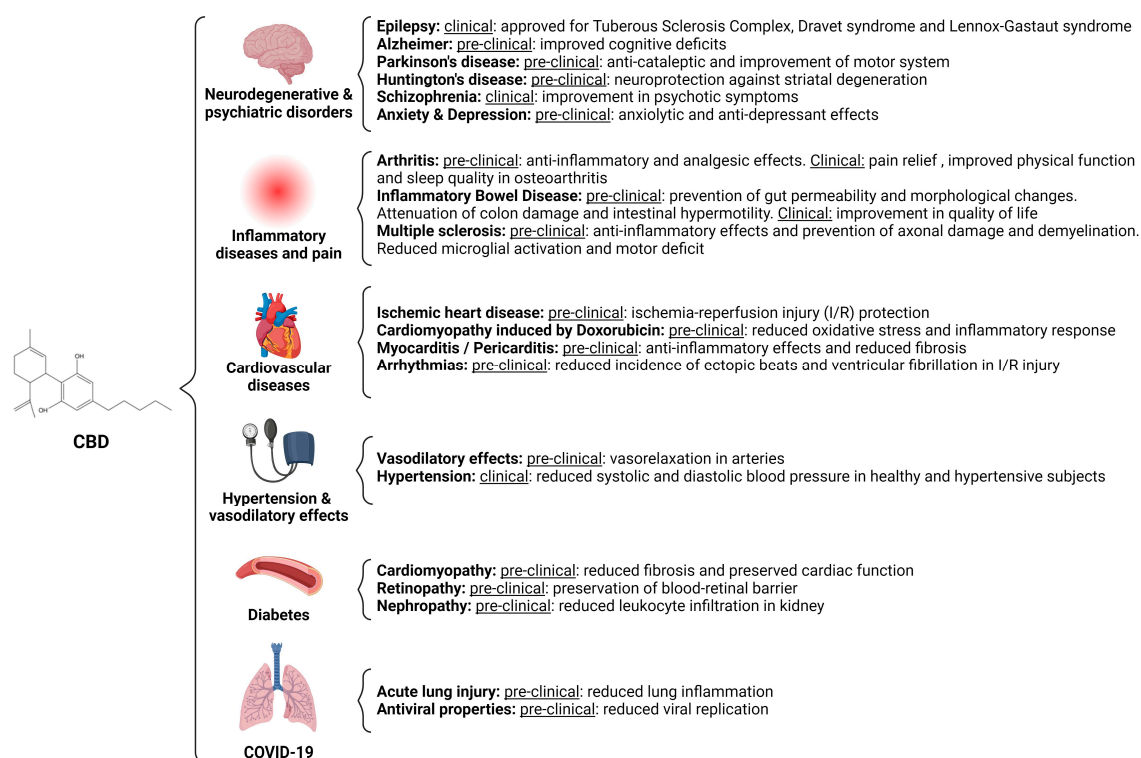 Epilepsy: clinical: approved for Tuberous Sclerosis Complex, Dravet syndrome and Lennox-Gastaut syndrome
Alzheimer: pre-clinical: improved cognitive deficits
Parkinson's disease: pre-clinical: anti-cataleptic and improvement of motor system
Huntington's disease: pre-clinical: neuroprotection against striatal degeneration
Schizophrenia: clinical: improvement in psychotic symptoms
Anxiety & Depression: pre-clinical: anxiolytic and anti-depressant effects
Neurodegenerative &
psychiatric disorders
Arthritis: pre-clinical: anti-inflammatory and analgesic effects. Clinical: pain relief , improved physical function
and sleep quality in osteoarthritis
Inflammatory Bowel Disease: pre-clinical: prevention of gut permeability and morphological changes.
Attenuation of colon damage and intestinal hypermotility. Clinical: improvement in quality of life
Multiple sclerosis: pre-clinical: anti-inflammatory effects and prevention of axonal damage and demyelination.
Reduced microglial activation and motor deficit
Inflammatory
diseases and pain
Ischemic heart disease: pre-clinical: ischemia-reperfusion injury (I/R) protection
Cardiomyopathy induced by Doxorubicin: pre-clinical: reduced oxidative stress and inflammatory response
Myocarditis / Pericarditis: pre-clinical: anti-inflammatory effects and reduced fibrosis
Arrhythmias: pre-clinical: reduced incidence of ectopic beats and ventricular fibrillation in I/R injury
Cardiovascular
diseases
OH
OH
CBD
Vasodilatory effects: pre-clinical: vasorelaxation in arteries
Hypertension: clinical: reduced systolic and diastolic blood pressure in healthy and hypertensive subjects
Hypertension &
vasodilatory effects
Cardiomyopathy: pre-clinical: reduced fibrosis and preserved cardiac function
Retinopathy: pre-clinical: preservation of blood-retinal barrier
Nephropathy: pre-clinical: reduced leukocyte infiltration in kidney
Diabetes
Acute lung injury: pre-clinical: reduced lung inflammation
Antiviral properties: pre-clinical: reduced viral replication
COVID-19